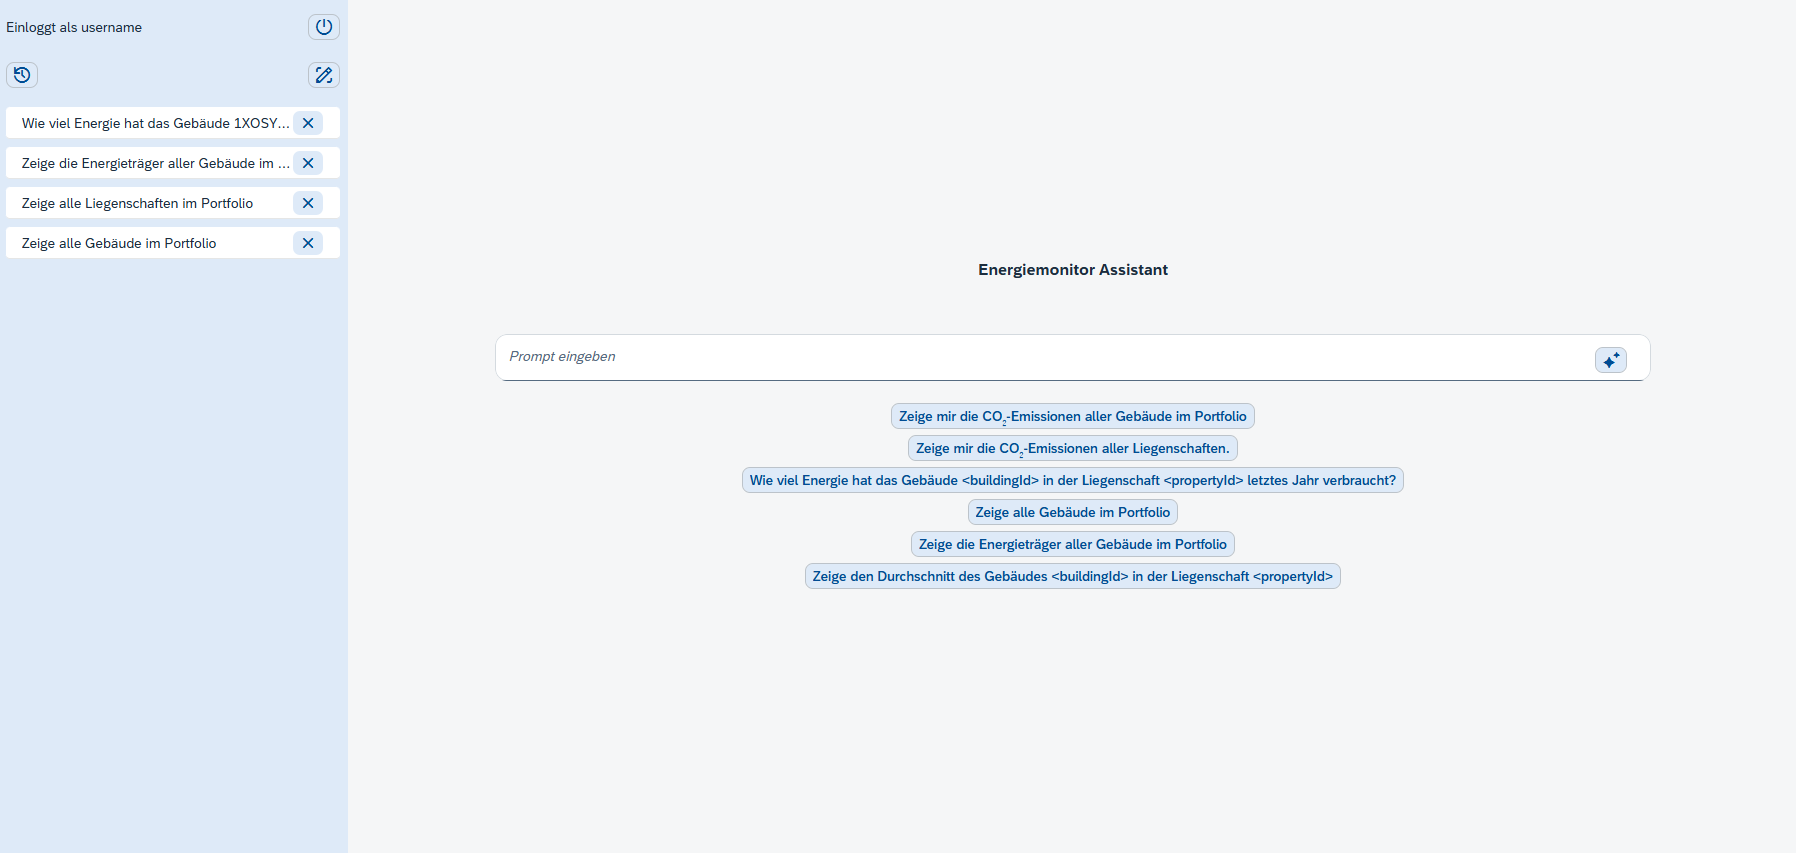 Einloggt als username
Wie viel Energie hat das Gebäude 1XOSY...
Zeige die Energieträger aller Gebäude im ...
Zeige alle Liegenschaften im Portfolio
Zeige alle Gebäude im Portfolio
Energiemonitor Assistant
Prompt eingeben
Zeige mir die CO₂-Emissionen aller Gebäude im Portfolio
Zeige mir die CO₂-Emissionen aller Liegenschaften.
Wie viel Energie hat das Gebäude <buildingId> in der Liegenschaft <propertyId> letztes Jahr verbraucht?
Zeige alle Gebäude im Portfolio
Zeige die Energieträger aller Gebäude im Portfolio
Zeige den Durchschnitt des Gebäudes <buildingId> in der Liegenschaft <propertyId>